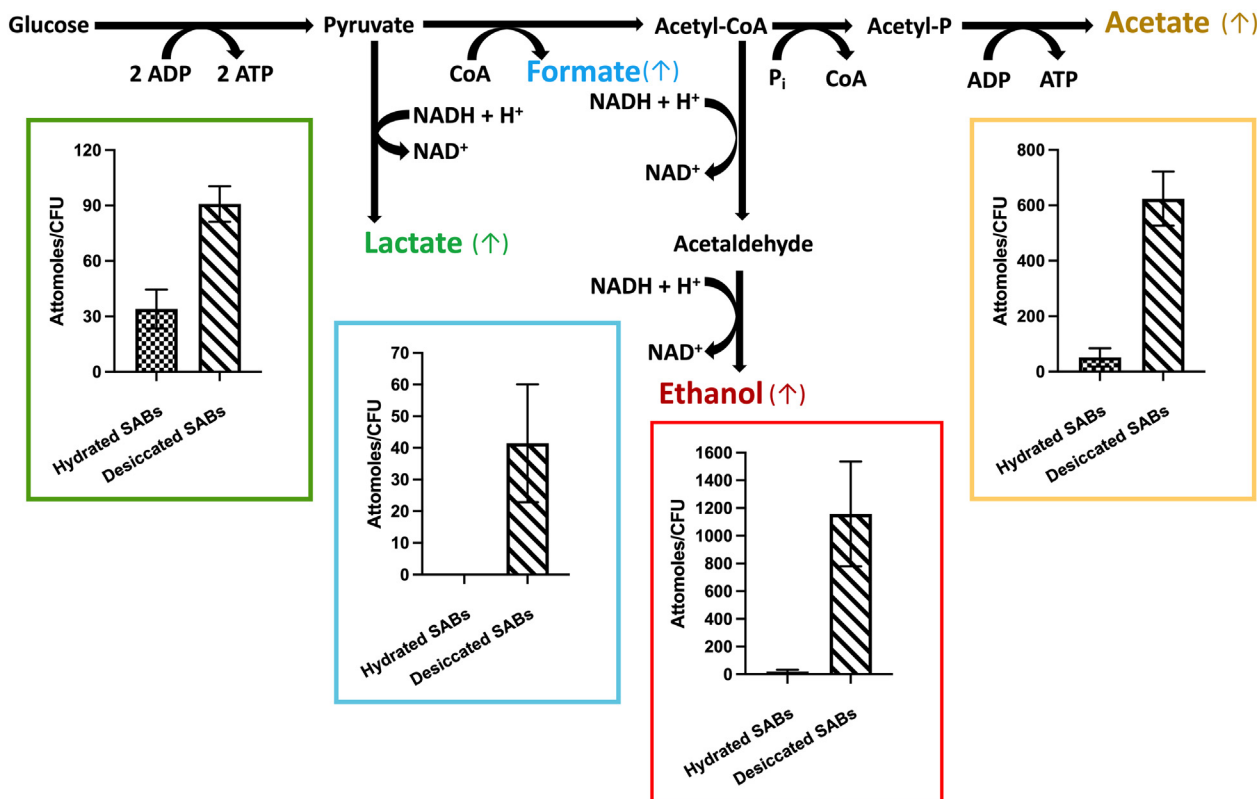 Glucose
Pyruvate
Acetyl-CoA
Acetyl-P
Acetate (↑)
2 ADP
2 ATP
CoA
Formate(↑)
Pi
CoA
ADP
ATP
NADH + H+
NAD+
NADH + H+
NAD+
Lactate (↑)
Acetaldehyde
NADH + H+
NAD+
Ethanol (↑)
Attomoles/CFU
120
90
60
30
0
Hydrated SABs
Desiccated SABs
Attomoles/CFU
70
60
50
40
30
20
10
0
Hydrated SABs
Desiccated SABs
Attomoles/CFU
1600
1400
1200
1000
800
600
400
200
0
Hydrated SABs
Desiccated SABs
Attomoles/CFU
800
600
400
200
0
Hydrated SABs
Desiccated SABs